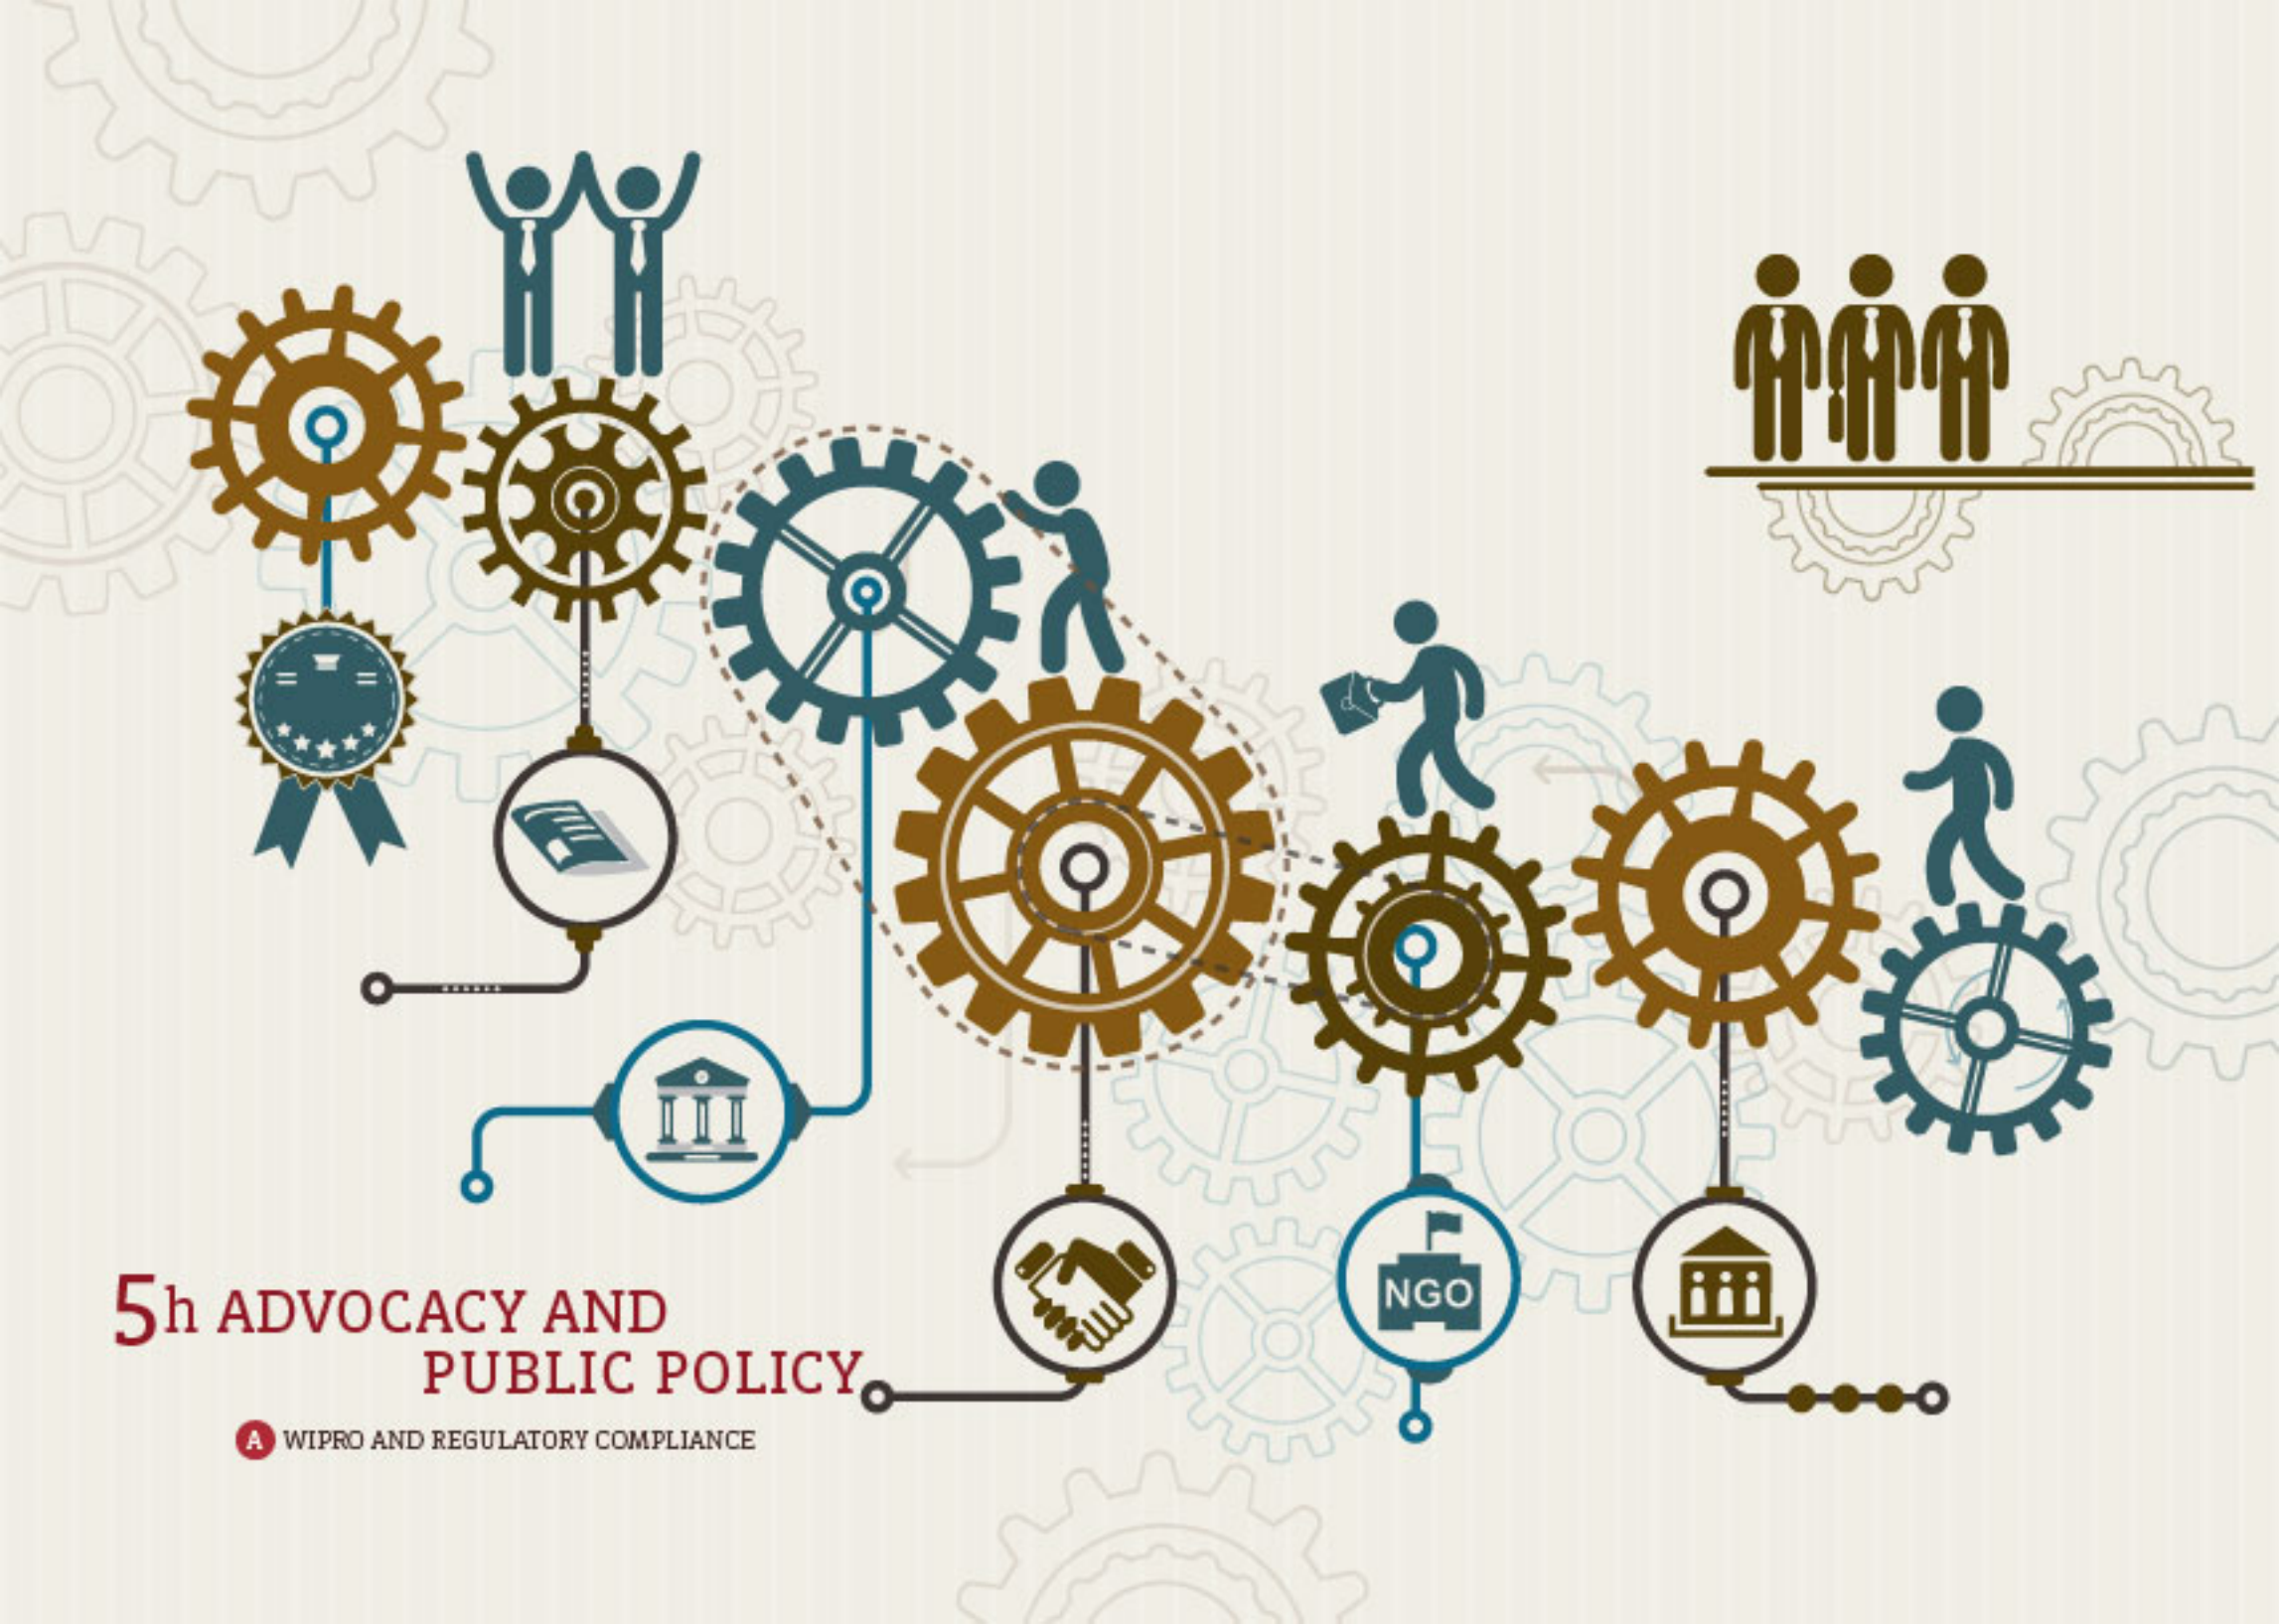 NGO
5h ADVOCACY AND
PUBLIC POLICY
A WIPRO AND REGULATORY COMPLIANCE